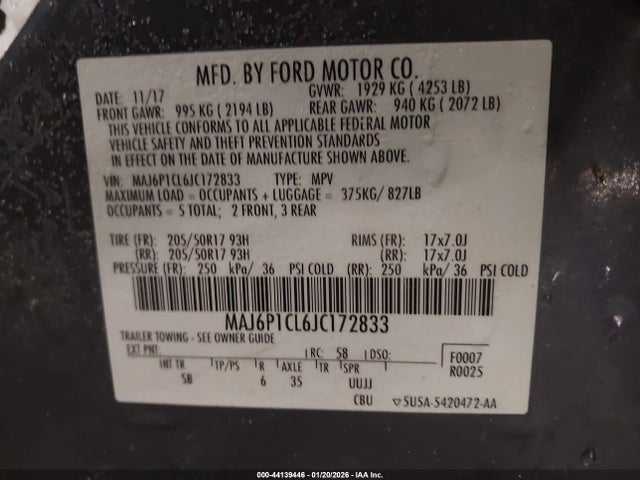 MFD. BY FORD MOTOR CO.
DATE: 11/17 GVWR: 1929 KG ( 4253 LB)
FRONT GAWR: 995 KG ( 2194 LB) REAR GAWR: 940 KG ( 2072 LB)
THIS VEHICLE CONFORMS TO ALL APPLICABLE FEDERAL MOTOR
VEHICLE SAFETY AND THEFT PREVENTION STANDARDS
IN EFFECT ON THE DATE OF MANUFACTURE SHOWN ABOVE.
VIN: MAJ6P1CL6JC172833 TYPE: MPV
MAXIMUM LOAD = OCCUPANTS + LUGGAGE = 375KG/ 827LB
OCCUPANTS = 5 TOTAL; 2 FRONT, 3 REAR
TIRE (FR): 205/50R17 93H RIMS (FR): 17x7.0J
(RR): 205/50R17 93H (RR): 17x7.0J
PRESSURE (FR): 250 kPa/ 36 PSI COLD (RR): 250 kPa/ 36 PSI COLD
MAJ6P1CL6JC172833
TRAILER TOWING - SEE OWNER GUIDE
EXT PNT: RC: 58 DSO: F0007
R0025
INT TR TP/PS R AXLE TR SPR
SB 6 35 UUJJ
CBU ▽5USA-5420472-AA
000-44139446 - 01/20/2026 - IAA Inc.